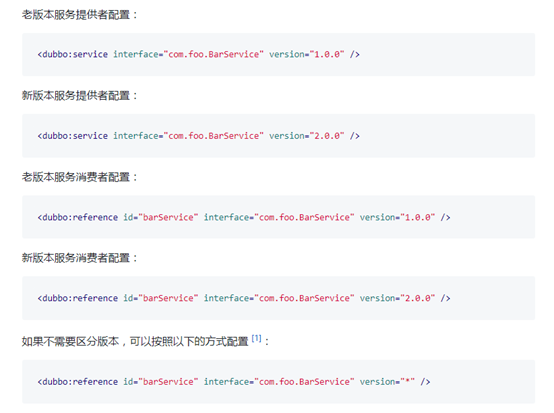 老版本服务提供者配置：
<dubbo:service interface="com.foo.BarService" version="1.0.0" />
新版本服务提供者配置：
<dubbo:service interface="com.foo.BarService" version="2.0.0" />
老版本服务消费者配置：
<dubbo:reference id="barService" interface="com.foo.BarService" version="1.0.0" />
新版本服务消费者配置：
<dubbo:reference id="barService" interface="com.foo.BarService" version="2.0.0" />
如果不需要区分版本，可以按照以下的方式配置 [1]：
<dubbo:reference id="barService" interface="com.foo.BarService" version="*" />